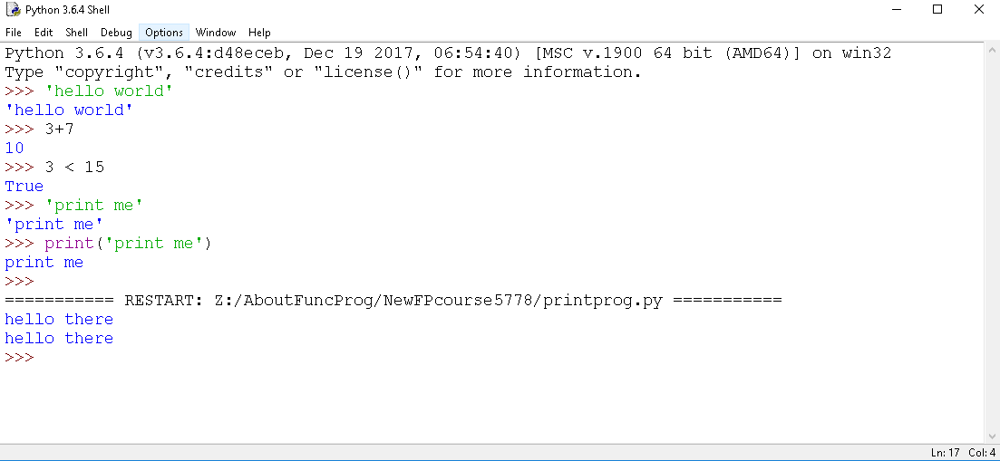 Python 3.6.4 Shell
File Edit Shell Debug Options Window Help
Python 3.6.4 (v3.6.4:d48eceb, Dec 19 2017, 06:54:40) [MSC v.1900 64 bit (AMD64)] on win32
Type "copyright", "credits" or "license()" for more information.
>>> 'hello world'
'hello world'
>>> 3+7
10
>>> 3 < 15
True
>>> 'print me'
'print me'
>>> print('print me')
print me
>>>
=========== RESTART: Z:/AboutFuncProg/NewFPcourse5778/printprog.py ===========
hello there
hello there
>>>
Ln: 17 Col: 4